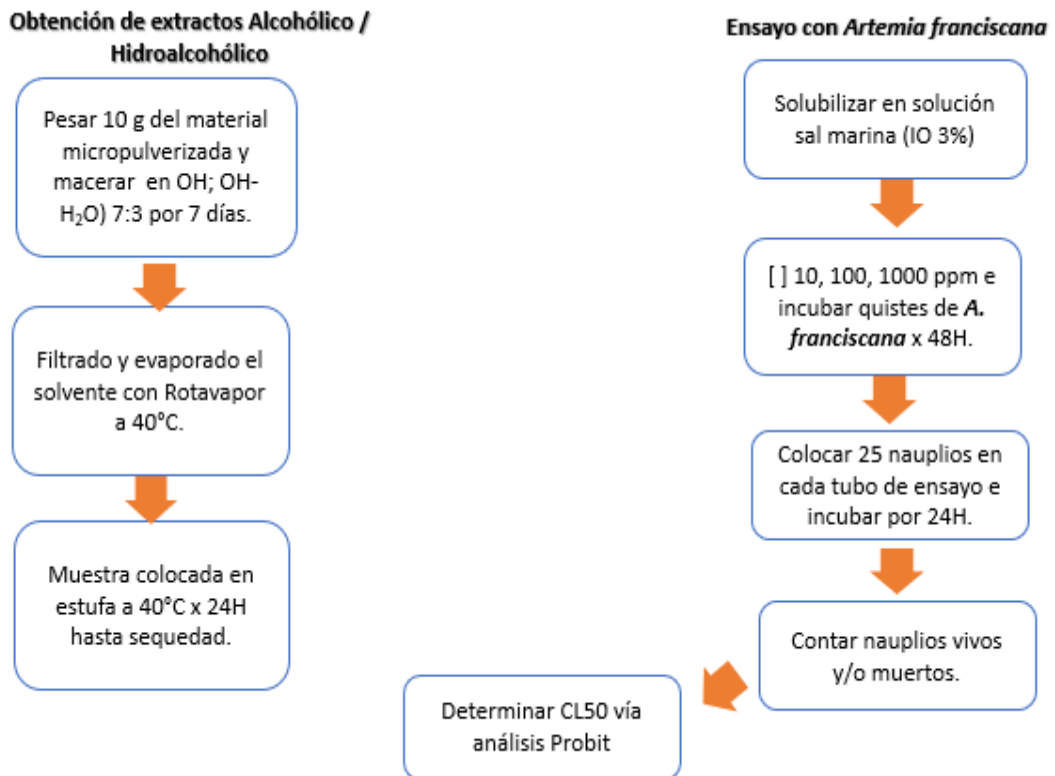 Obtención de extractos Alcohólico /
Hidroalcohólico
Pesar 10 g del material
micropulverizada y
macerar en OH; OH-
H₂O) 7:3 por 7 días.
Filtrado y evaporado el
solvente con Rotavapor
a 40°C.
Muestra colocada en
estufa a 40°C x 24H
hasta sequedad.
Ensayo con Artemia franciscana
Solubilizar en solución
sal marina (IO 3%)
[ ] 10, 100, 1000 ppm e
incubar quistes de A.
franciscana x 48H.
Colocar 25 nauplios en
cada tubo de ensayo e
incubar por 24H.
Contar nauplios vivos
y/o muertos.
Determinar CL50 vía
análisis Probit